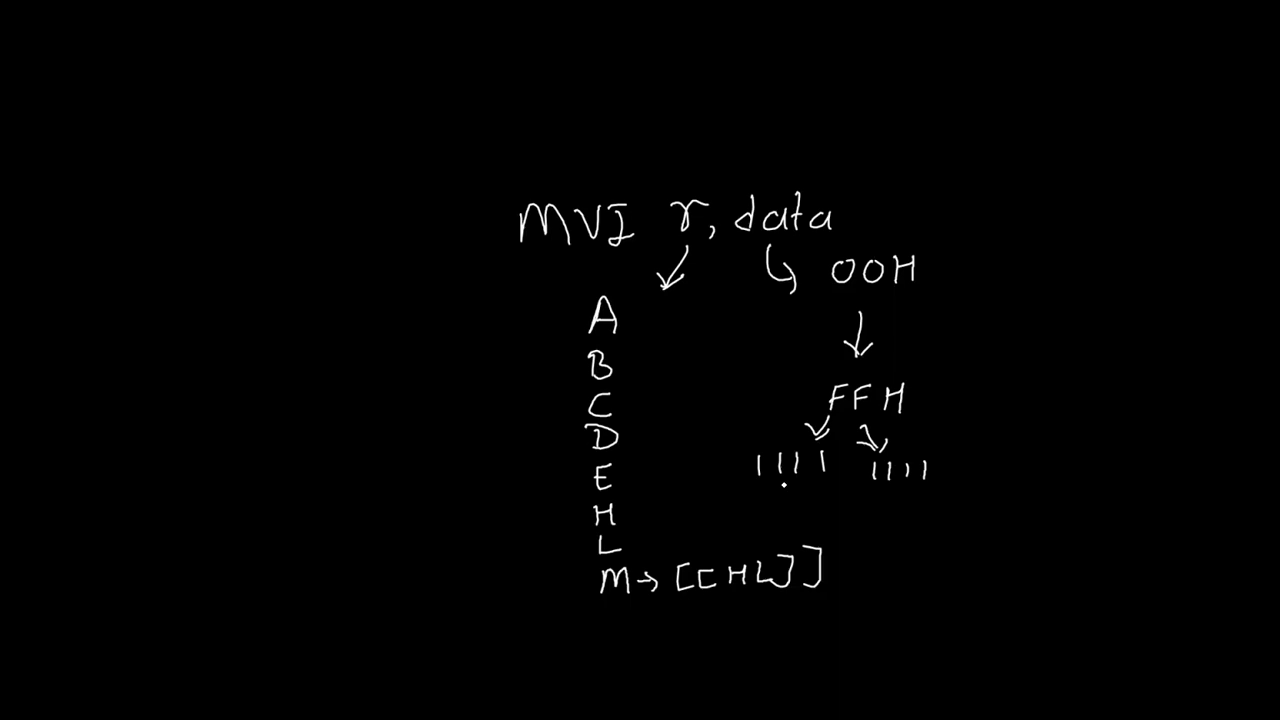 MVI r, data
00H
A
B
FFH
C
D
E
1111 1111
H
L
M → [[HL]]